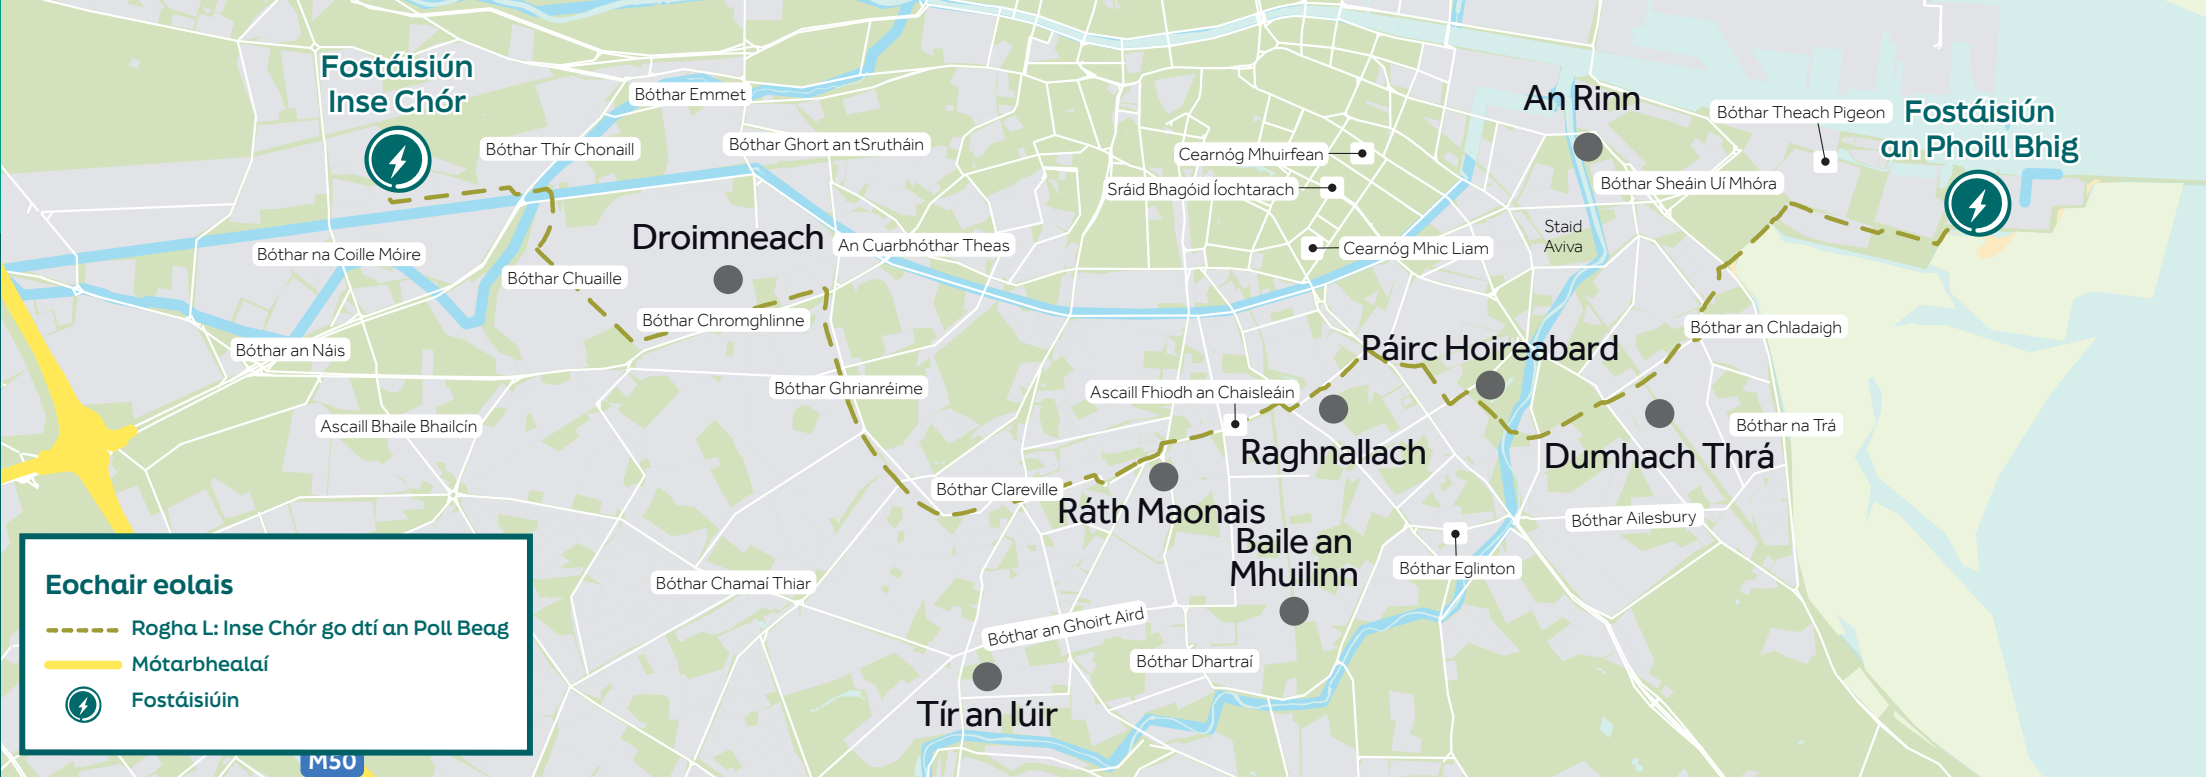 Fostáisiún
Inse Chór
Bóthar Emmet
An Rinn
Bóthar Theach Pigeon
Fostáisiún
an Phoill Bhig
Bóthar Thír Chonaill
Bóthar Ghort an tSrutháin
Cearnóg Mhuirfean
Sráid Bhagóid Íochtarach
Bóthar Sheáin Uí Mhóra
Staid
Aviva
Droimneach
An Cuarbhóthar Theas
Cearnóg Mhic Liam
Bóthar na Coille Móire
Bóthar Chuaille
Bóthar Chromghlinne
Bóthar an Chladaigh
Bóthar an Náis
Páirc Hoireabard
Bóthar Ghrianréime
Ascaill Fhiodh an Chaisleáin
Ascaill Bhaile Bhailcín
Bóthar na Trá
Raghnallach
Dumhach Thrá
Bóthar Clareville
Ráth Maonais
Bóthar Ailesbury
Baile an
Mhuilinn
Bóthar Eglinton
Bóthar Chamaí Thiar
Bóthar an Ghoirt Aird
Bóthar Dhartraí
Tír an Iúir
Eochair eolais
Rogha L: Inse Chór go dtí an Poll Beag
Mótarbhealaí
Fostáisiúin
M50